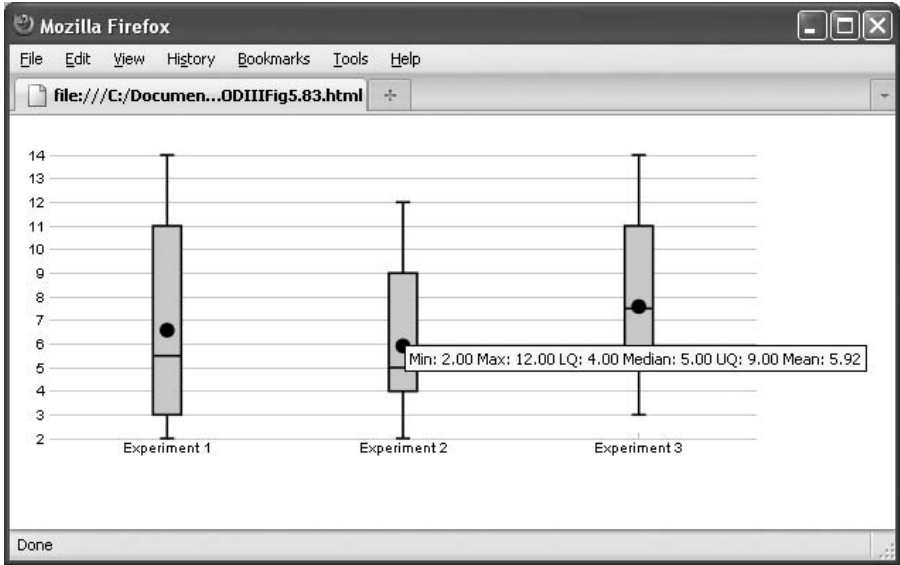 Mozilla Firefox
File Edit View History Bookmarks Tools Help
file:///C:/Documen...ODIIIFig5.83.html
14
13
12
11
10
9
8
7
6
Min: 2.00 Max: 12.00 LQ: 4.00 Median: 5.00 UQ: 9.00 Mean: 5.92
5
4
3
2
Experiment 1 Experiment 2 Experiment 3
Done